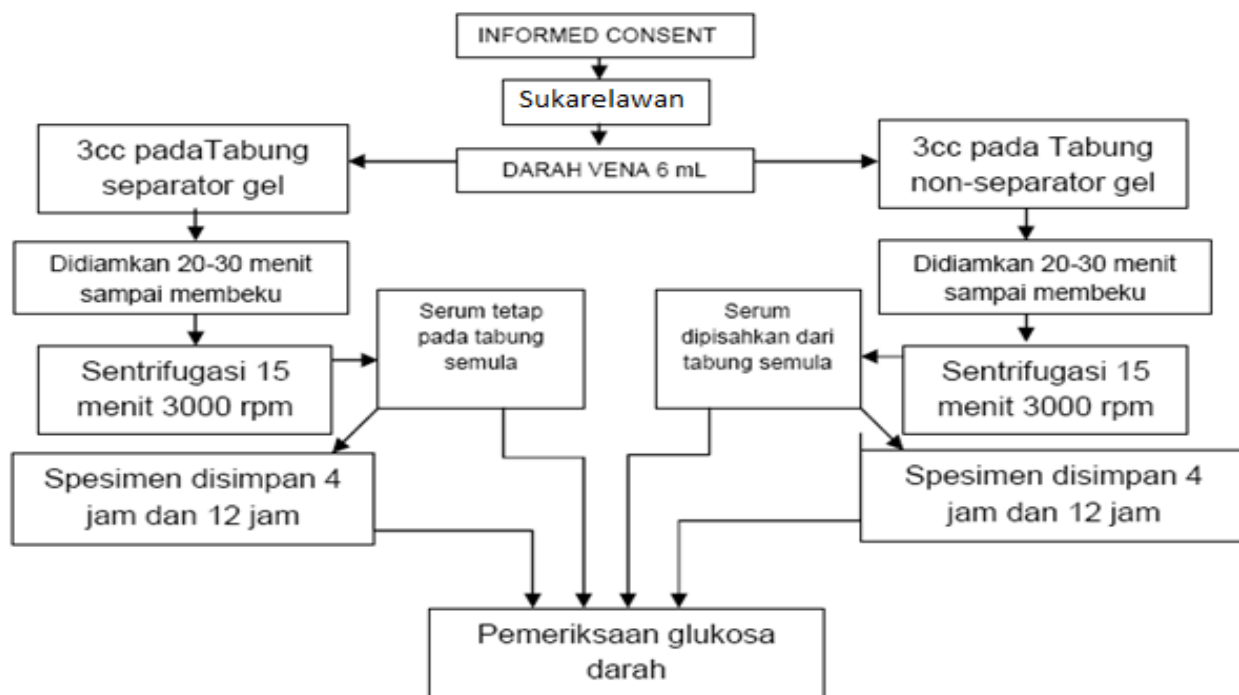 INFORMED CONSENT
Sukarelawan
DARAH VENA 6 mL
3cc padaTabung
separator gel
3cc pada Tabung
non-separator gel
Didiamkan 20-30 menit
sampai membeku
Didiamkan 20-30 menit
sampai membeku
Serum tetap
pada tabung
semula
Serum
dipisahkan dari
tabung semula
Sentrifugasi 15
menit 3000 rpm
Sentrifugasi 15
menit 3000 rpm
Spesimen disimpan 4
jam dan 12 jam
Spesimen disimpan 4
jam dan 12 jam
Pemeriksaan glukosa
darah